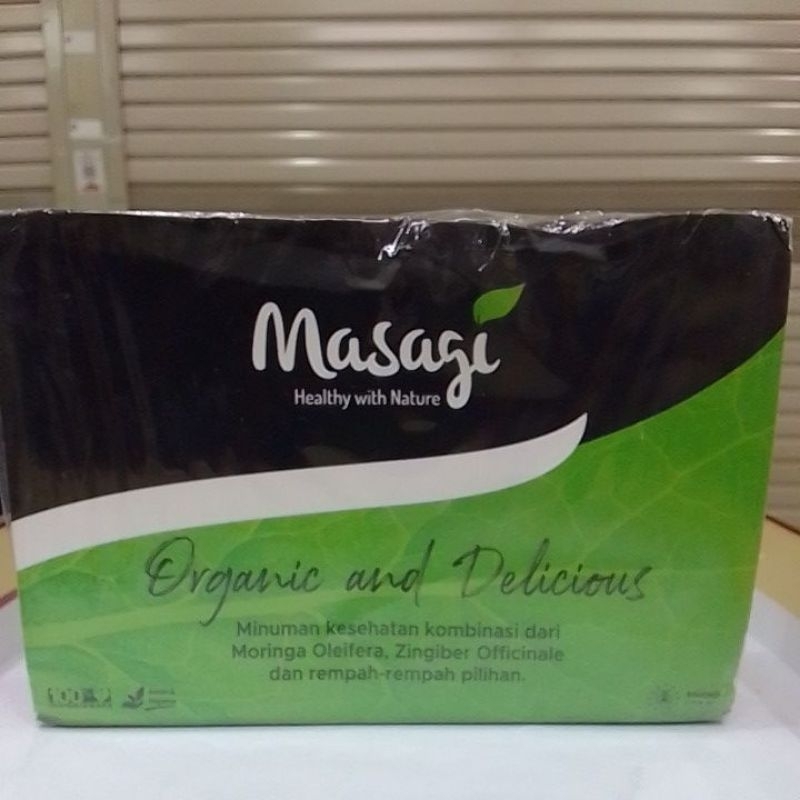 Masagi
Healthy with Nature
Organic and Delicious
Minuman kesehatan kombinasi dari
Moringa Oleifera, Zingiber Officinale
dan rempah-rempah pilihan.